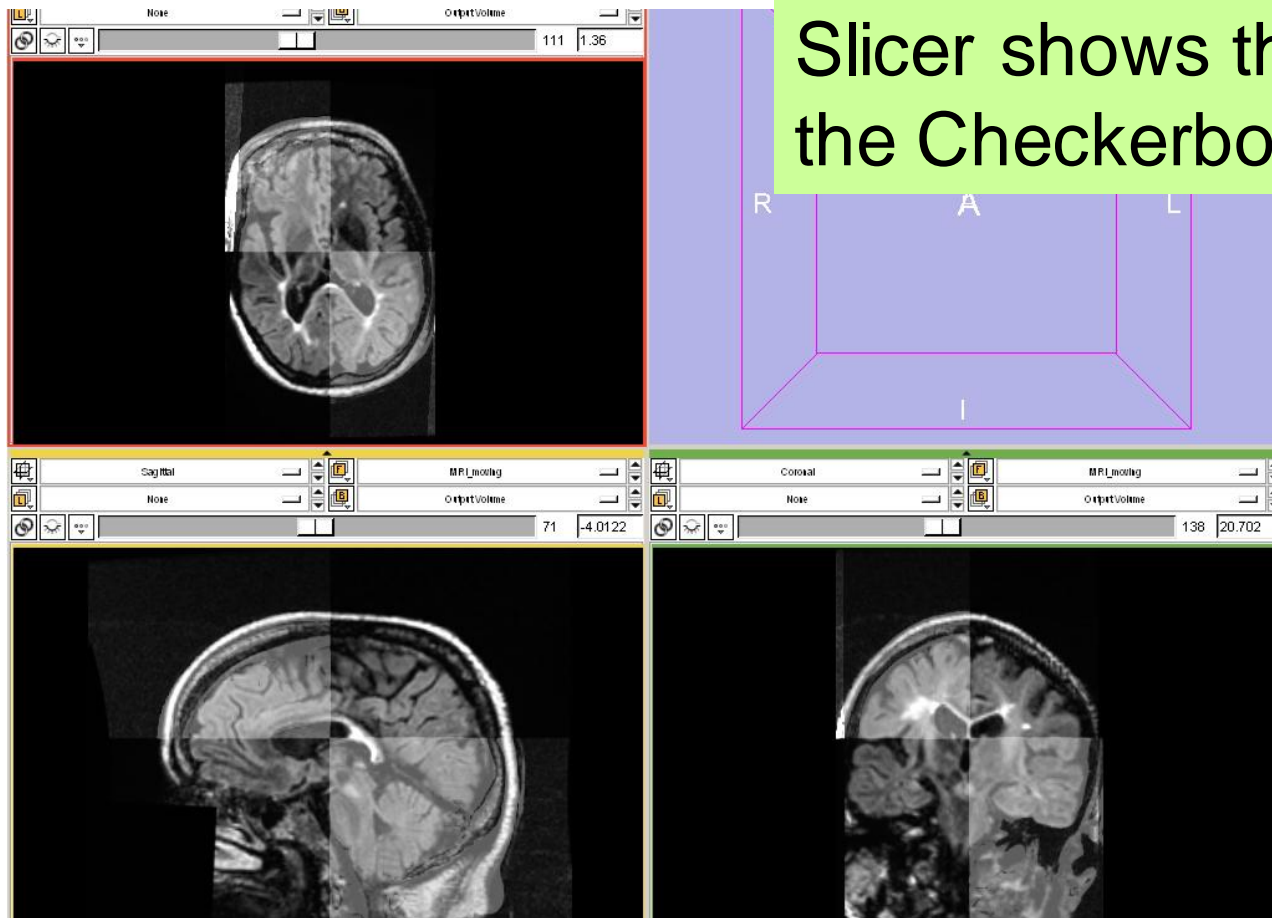 None
OutputVolume
111 1.36
Slicer shows th
the Checkerbo
R A L
I
Sagittal MRI_moving
None OutputVolume
71 -4.0122
Coronal MRI_moving
None OutputVolume
138 20.702